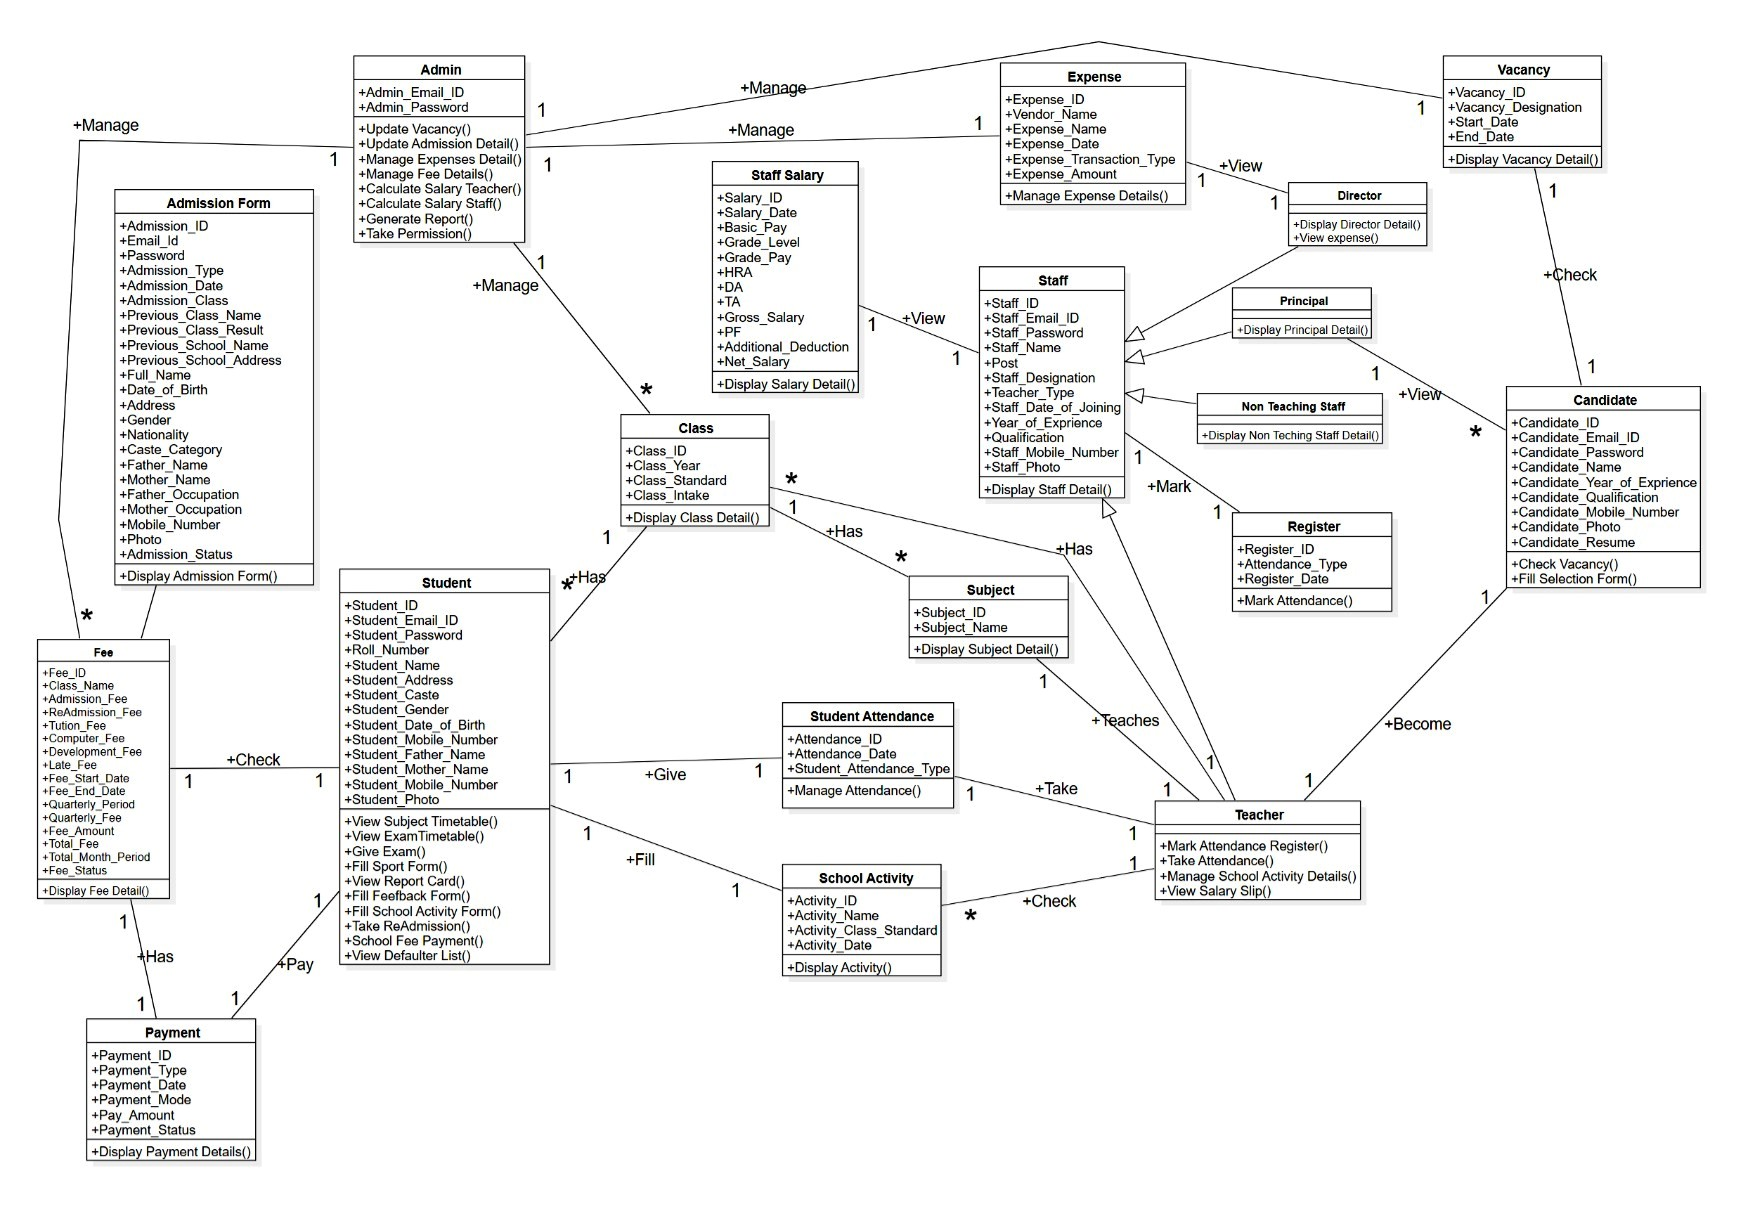 Admin
+Admin_Email_ID
+Admin_Password
+Update Vacancy()
+Update Admission Detail()
+Manage Expenses Detail()
+Manage Fee Details()
+Calculate Salary Teacher()
+Calculate Salary Staff()
+Generate Report()
+Take Permission()
+Manage
1
*
1
+Manage
1
1
+Manage
1
1
+Manage
*
Expense
+Expense_ID
+Vendor_Name
+Expense_Name
+Expense_Date
+Expense_Transaction_Type
+Expense_Amount
+Manage Expense Details()
1
+View
1
Vacancy
+Vacancy_ID
+Vacancy_Designation
+Start_Date
+End_Date
+Display Vacancy Detail()
1
+Check
1
Director
+Display Director Detail()
+View expense()
Admission Form
+Admission_ID
+Email_Id
+Password
+Admission_Type
+Admission_Date
+Admission_Class
+Previous_Class_Name
+Previous_Class_Result
+Previous_School_Name
+Previous_School_Address
+Full_Name
+Date_of_Birth
+Address
+Gender
+Nationality
+Caste_Category
+Father_Name
+Mother_Name
+Father_Occupation
+Mother_Occupation
+Mobile_Number
+Photo
+Admission_Status
+Display Admission Form()
Staff Salary
+Salary_ID
+Salary_Date
+Basic_Pay
+Grade_Level
+Grade_Pay
+HRA
+DA
+TA
+Gross_Salary
+PF
+Additional_Deduction
+Net_Salary
+Display Salary Detail()
1
+View
1
Staff
+Staff_ID
+Staff_Email_ID
+Staff_Password
+Staff_Name
+Post
+Staff_Designation
+Teacher_Type
+Staff_Date_of_Joining
+Year_of_Exprience
+Qualification
+Staff_Mobile_Number
+Staff_Photo
+Display Staff Detail()
Principal
+Display Principal Detail()
1
+View
*
Non Teaching Staff
+Display Non Teching Staff Detail()
1
+Mark
1
Candidate
+Candidate_ID
+Candidate_Email_ID
+Candidate_Password
+Candidate_Name
+Candidate_Year_of_Exprience
+Candidate_Qualification
+Candidate_Mobile_Number
+Candidate_Photo
+Candidate_Resume
+Check Vacancy()
+Fill Selection Form()
1
+Become
1
Class
+Class_ID
+Class_Year
+Class_Standard
+Class_Intake
+Display Class Detail()
*
+Has
1
1
+Has
*
1
+Has
*
Register
+Register_ID
+Attendance_Type
+Register_Date
+Mark Attendance()
Subject
+Subject_ID
+Subject_Name
+Display Subject Detail()
1
+Teaches
1
Student
+Student_ID
+Student_Email_ID
+Student_Password
+Roll_Number
+Student_Name
+Student_Address
+Student_Caste
+Student_Gender
+Student_Date_of_Birth
+Student_Mobile_Number
+Student_Father_Name
+Student_Mother_Name
+Student_Mobile_Number
+Student_Photo
+View Subject Timetable()
+View ExamTimetable()
+Give Exam()
+Fill Sport Form()
+View Report Card()
+Fill Feefback Form()
+Fill School Activity Form()
+Take ReAdmission()
+School Fee Payment()
+View Defaulter List()
Fee
+Fee_ID
+Class_Name
+Admission_Fee
+ReAdmission_Fee
+Tution_Fee
+Computer_Fee
+Development_Fee
+Late_Fee
+Fee_Start_Date
+Fee_End_Date
+Quarterly_Period
+Quarterly_Fee
+Fee_Amount
+Total_Fee
+Total_Month_Period
+Fee_Status
+Display Fee Detail()
1
+Check
1
1
+Has
1
1
+Pay
1
1
+Give
1
1
+Fill
1
Student Attendance
+Attendance_ID
+Attendance_Date
+Student_Attendance_Type
+Manage Attendance()
1
+Take
1
School Activity
+Activity_ID
+Activity_Name
+Activity_Class_Standard
+Activity_Date
+Display Activity()
*
+Check
1
Teacher
+Mark Attendance Register()
+Take Attendance()
+Manage School Activity Details()
+View Salary Slip()
Payment
+Payment_ID
+Payment_Type
+Payment_Date
+Payment_Mode
+Pay_Amount
+Payment_Status
+Display Payment Details()